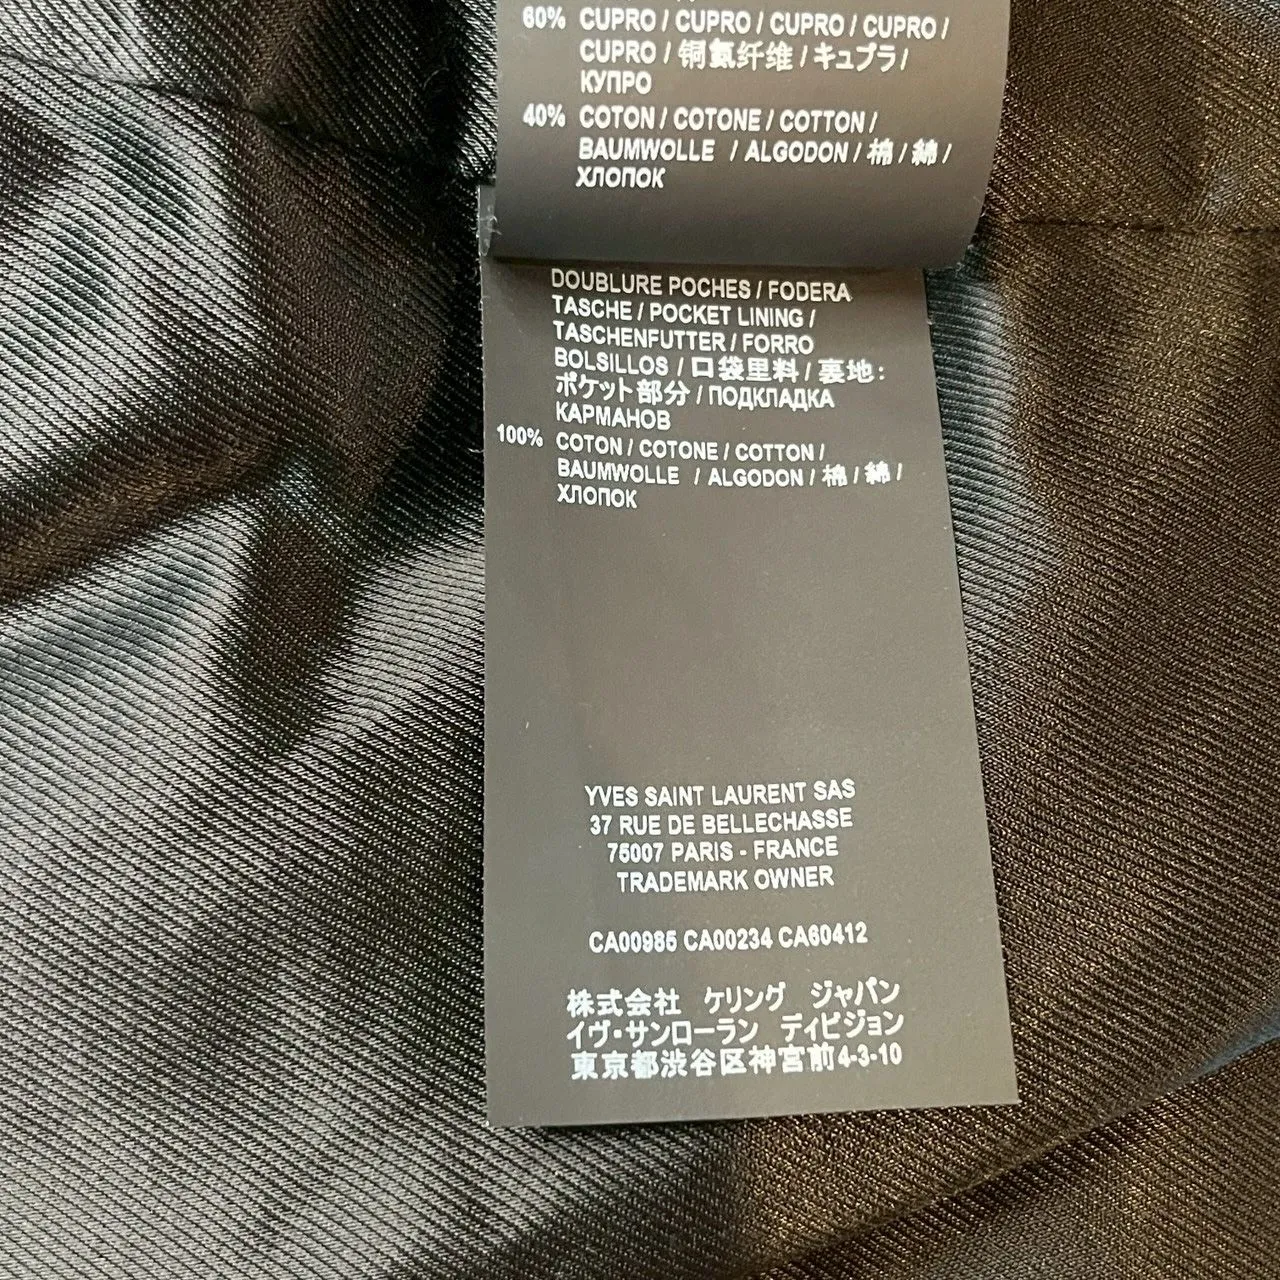 60% CUPRO / CUPRO / CUPRO / CUPRO /
CUPRO / 铜氨纤维 / キュプラ /
КУПРО
40% COTON / COTONE / COTTON /
BAUMWOLLE / ALGODON / 棉 / 綿 /
ХЛОПОК
DOUBLURE POCHES / FODERA
TASCHE / POCKET LINING /
TASCHENFUTTER / FORRO
BOLSILLOS / 口袋里料 / 裏地:
ポケット部分 / ПОДКЛАДКА
КАРМАНОВ
100% COTON / COTONE / COTTON /
BAUMWOLLE / ALGODON / 棉 / 綿 /
ХЛОПОК
YVES SAINT LAURENT SAS
37 RUE DE BELLECHASSE
75007 PARIS - FRANCE
TRADEMARK OWNER
CA00985 CA00234 CA60412
株式会社 ケリング ジャパン
イヴ・サンローラン ディビジョン
東京都渋谷区神宮前4-3-10